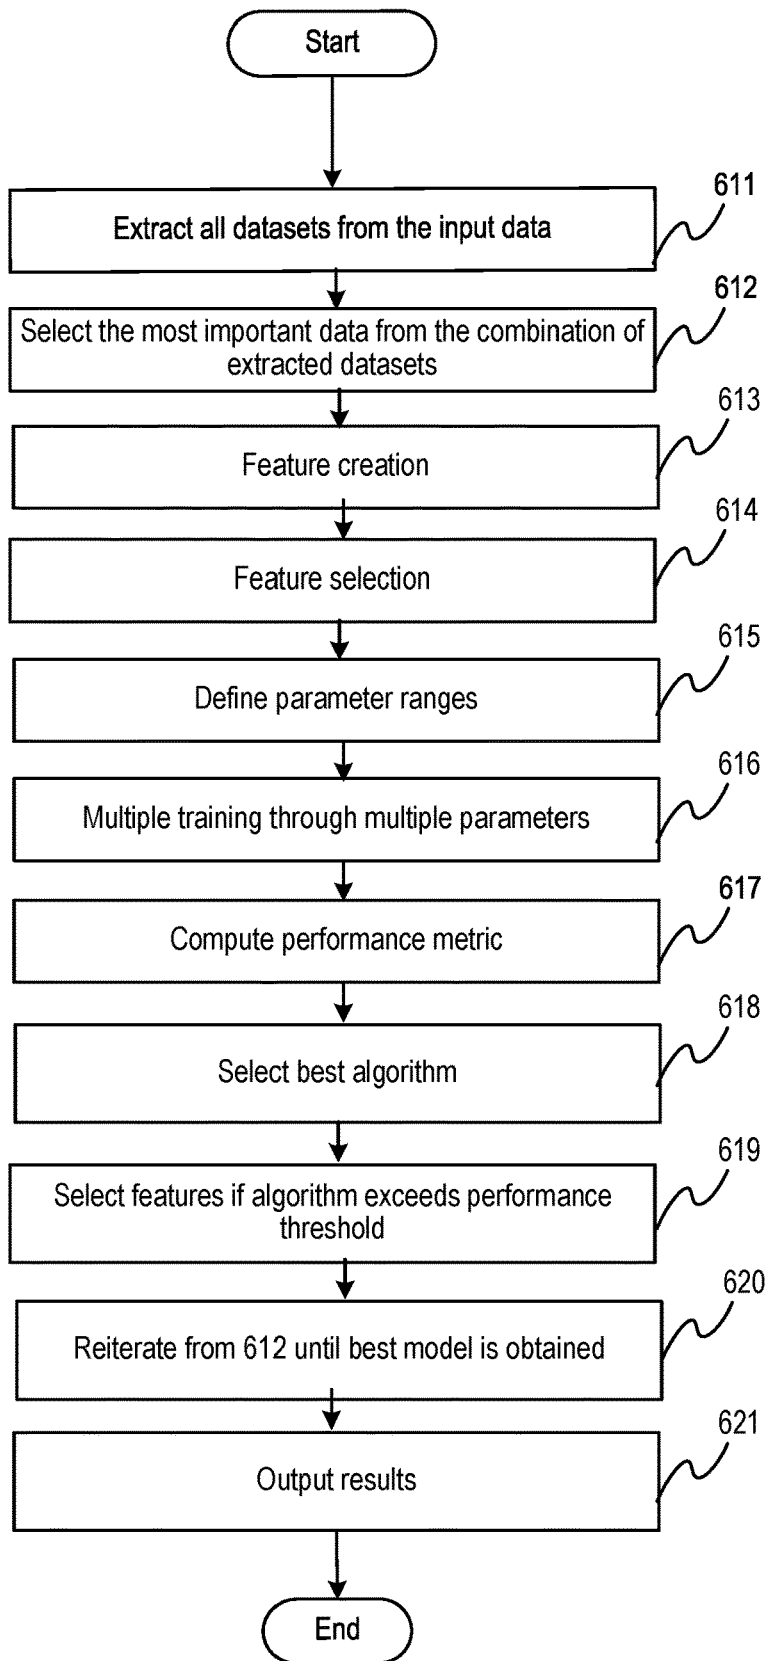 Start
611
Extract all datasets from the input data
612
Select the most important data from the combination of
extracted datasets
613
Feature creation
614
Feature selection
615
Define parameter ranges
616
Multiple training through multiple parameters
617
Compute performance metric
618
Select best algorithm
619
Select features if algorithm exceeds performance
threshold
620
Reiterate from 612 until best model is obtained
621
Output results
End